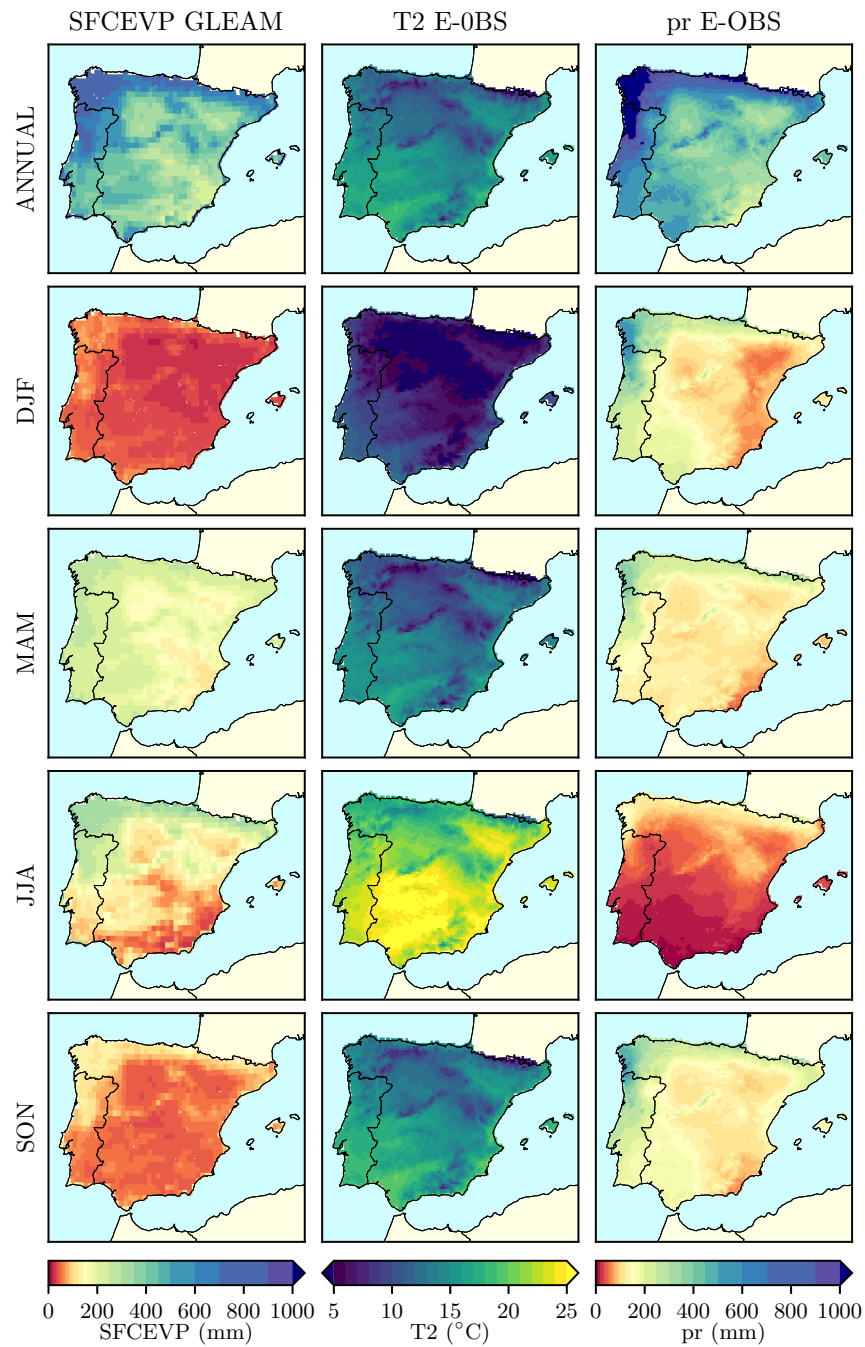 SFCEVP GLEAM T2 E-0BS pr E-OBS
ANNUAL
DJF
MAM
JJA
SON
0 200 400 600 800 1000 5 10 15 20 25 0 200 400 600 800 1000
SFCEVP (mm) T2 (°C) pr (mm)